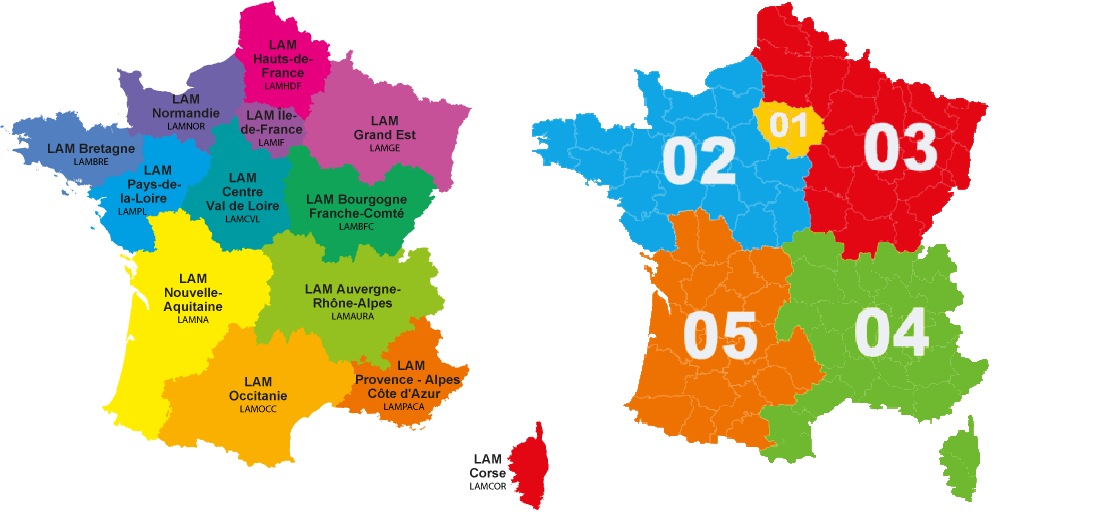 LAM
Hauts-de-
France
LAMHDF
LAM
Normandie
LAMNOR
LAM Île-
de-France
LAMIF
LAM
Grand Est
LAMGE
LAM Bretagne
LAMBRE
LAM
Pays-de-
la-Loire
LAMPL
LAM
Centre
Val de Loire
LAMCVL
LAM Bourgogne
Franche-Comté
LAMBFC
LAM
Nouvelle-
Aquitaine
LAMNA
LAM Auvergne-
Rhône-Alpes
LAMAURA
LAM
Occitanie
LAMOCC
LAM
Provence - Alpes
Côte d'Azur
LAMPACA
LAM
Corse
LAMCOR
01
02
03
04
05